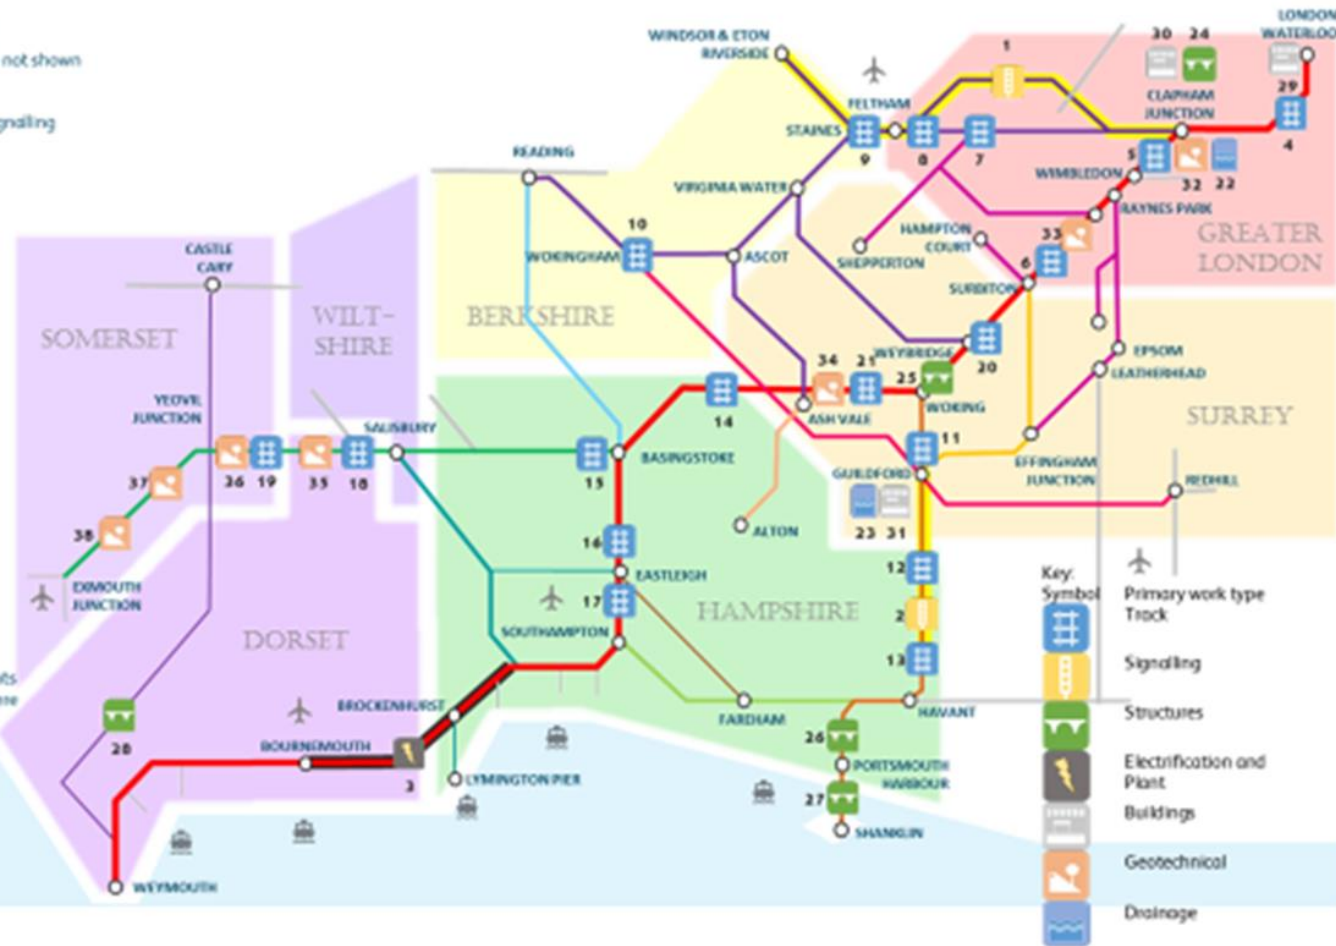 not shown
gnalling
LONDON
WATERLOO
WINDSOR & ETON
RIVERSIDE
1
30 24
29
FELTHAM
CLAPHAM
JUNCTION
STAINES
9
8
7
4
READING
5
WIMBLEDON
32 22
VIRGINIA WATER
RAYNES PARK
10
HAMPTON
COURT
33
GREATER
LONDON
CASTLE
CARY
WOKINGHAM
ASCOT
SHEPPERTON
6
SURBITON
SOMERSET
WILT-
SHIRE
BERKSHIRE
WEYBRIDGE
20
EPSOM
LEATHERHEAD
34
21
25
WOKING
14
ASH VALE
SURREY
YEOVIL
JUNCTION
SALISBURY
11
BASINGSTOKE
GUILDFORD
EFFINGHAM
JUNCTION
REDHILL
37
36 19
35
18
15
23 31
38
ALTON
16
12
EXMOUTH
JUNCTION
EASTLEIGH
Key:
Symbol
Primary work type
Track
17
HAMPSHIRE
2
DORSET
SOUTHAMPTON
13
Signalling
BROCKENHURST
FAREHAM
HAVANT
Structures
28
BOURNEMOUTH
26
3
LYMINGTON PIER
PORTSMOUTH
HARBOUR
Electrification and
Plant
27
Buildings
SHANKLIN
Geotechnical
WEYMOUTH
Drainage